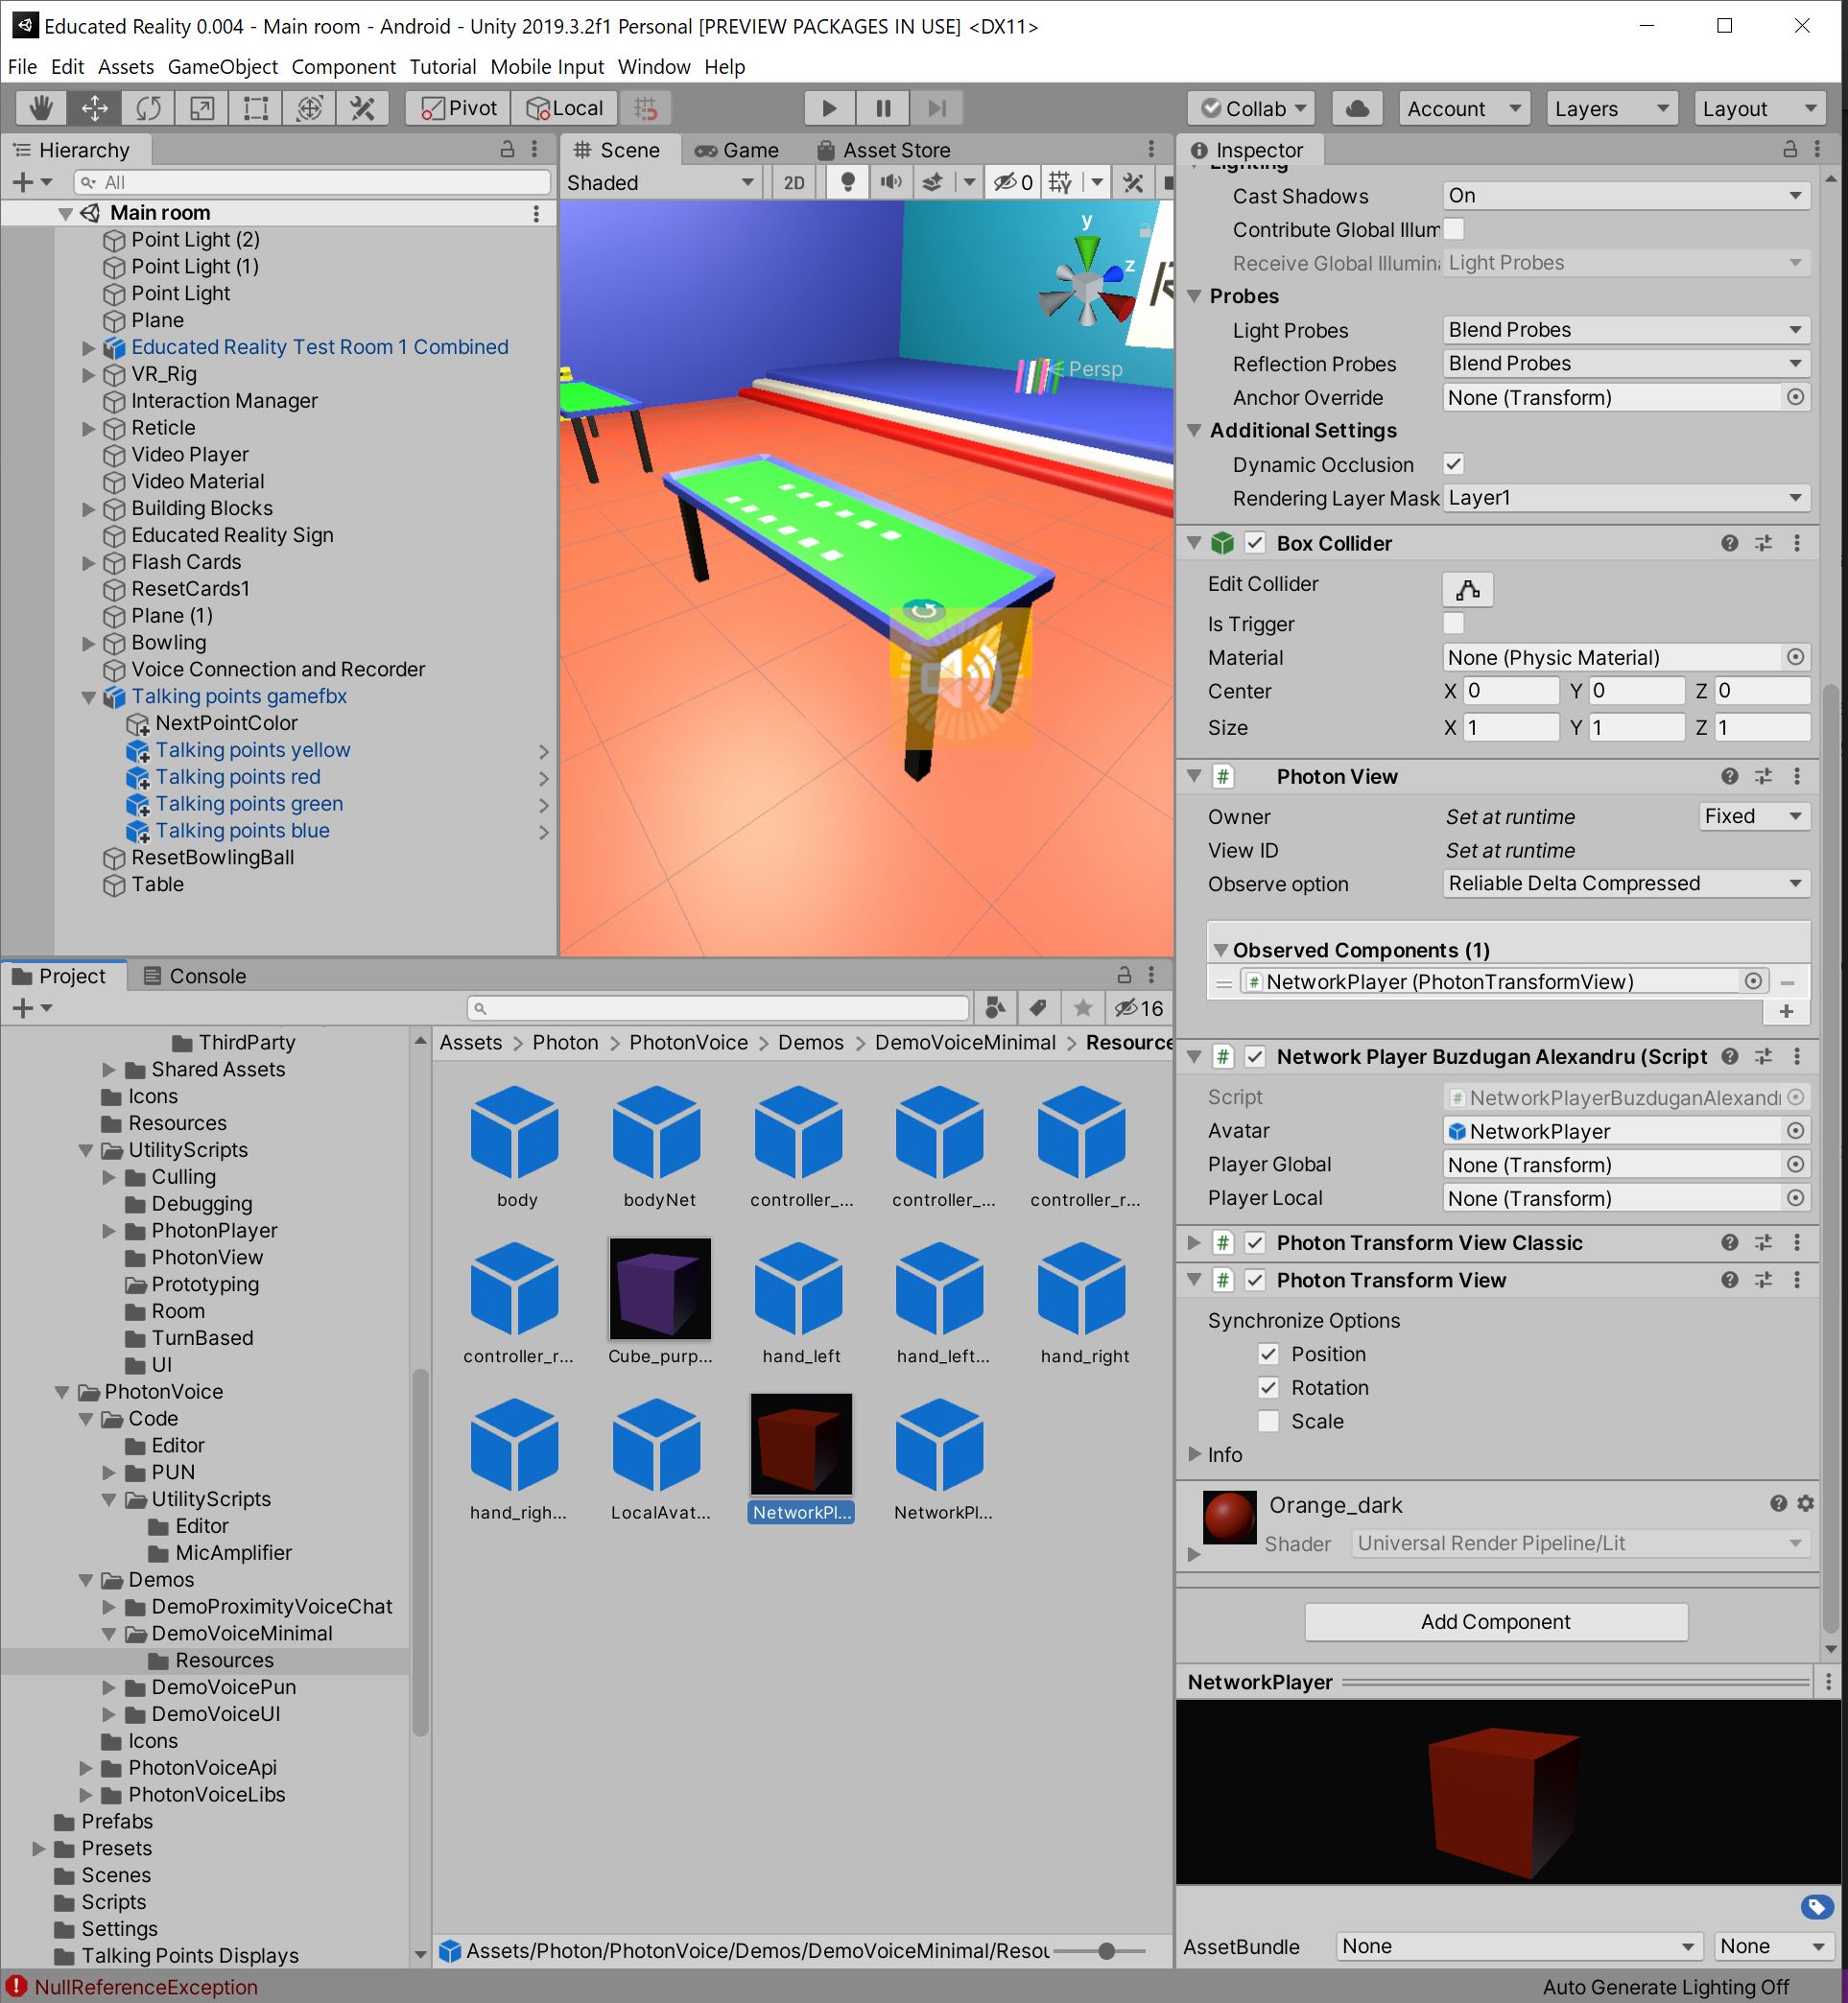 Educated Reality 0.004 - Main room - Android - Unity 2019.3.2f1 Personal [PREVIEW PACKAGES IN USE] <DX11>
File Edit Assets GameObject Component Tutorial Mobile Input Window Help
Pivot Local Collab Account Layers Layout
Hierarchy
All
Main room
Point Light (2)
Point Light (1)
Point Light
Plane
Educated Reality Test Room 1 Combined
VR_Rig
Interaction Manager
Reticle
Video Player
Video Material
Building Blocks
Educated Reality Sign
Flash Cards
ResetCards1
Plane (1)
Bowling
Voice Connection and Recorder
Talking points gamefbx
NextPointColor
Talking points yellow
Talking points red
Talking points green
Talking points blue
ResetBowlingBall
Table
Scene Game Asset Store
Shaded 2D 0
y
z
Persp
Inspector
Lighting
Cast Shadows On
Contribute Global Illum
Receive Global Illumina Light Probes
Probes
Light Probes Blend Probes
Reflection Probes Blend Probes
Anchor Override None (Transform)
Additional Settings
Dynamic Occlusion
Rendering Layer Mask Layer1
Box Collider
Edit Collider
Is Trigger
Material None (Physic Material)
Center X 0 Y 0 Z 0
Size X 1 Y 1 Z 1
Photon View
Owner Set at runtime Fixed
View ID Set at runtime
Observe option Reliable Delta Compressed
Observed Components (1)
NetworkPlayer (PhotonTransformView)
Network Player Buzdugan Alexandru (Script
Script NetworkPlayerBuzduganAlexandr
Avatar NetworkPlayer
Player Global None (Transform)
Player Local None (Transform)
Photon Transform View Classic
Photon Transform View
Synchronize Options
Position
Rotation
Scale
Info
Orange_dark
Shader Universal Render Pipeline/Lit
Add Component
NetworkPlayer
AssetBundle None None
Project Console
16
ThirdParty
Shared Assets
Icons
Resources
UtilityScripts
Culling
Debugging
PhotonPlayer
PhotonView
Prototyping
Room
TurnBased
UI
PhotonVoice
Code
Editor
PUN
UtilityScripts
Editor
MicAmplifier
Demos
DemoProximityVoiceChat
DemoVoiceMinimal
Resources
DemoVoicePun
DemoVoiceUI
Icons
PhotonVoiceApi
PhotonVoiceLibs
Prefabs
Presets
Scenes
Scripts
Settings
Talking Points Displays
Assets > Photon > PhotonVoice > Demos > DemoVoiceMinimal > Resource
body bodyNet controller_... controller_... controller_r...
controller_r... Cube_purp... hand_left hand_left... hand_right
hand_righ... LocalAvat... NetworkPl... NetworkPl...
Assets/Photon/PhotonVoice/Demos/DemoVoiceMinimal/Resou
NullReferenceException
Auto Generate Lighting Off